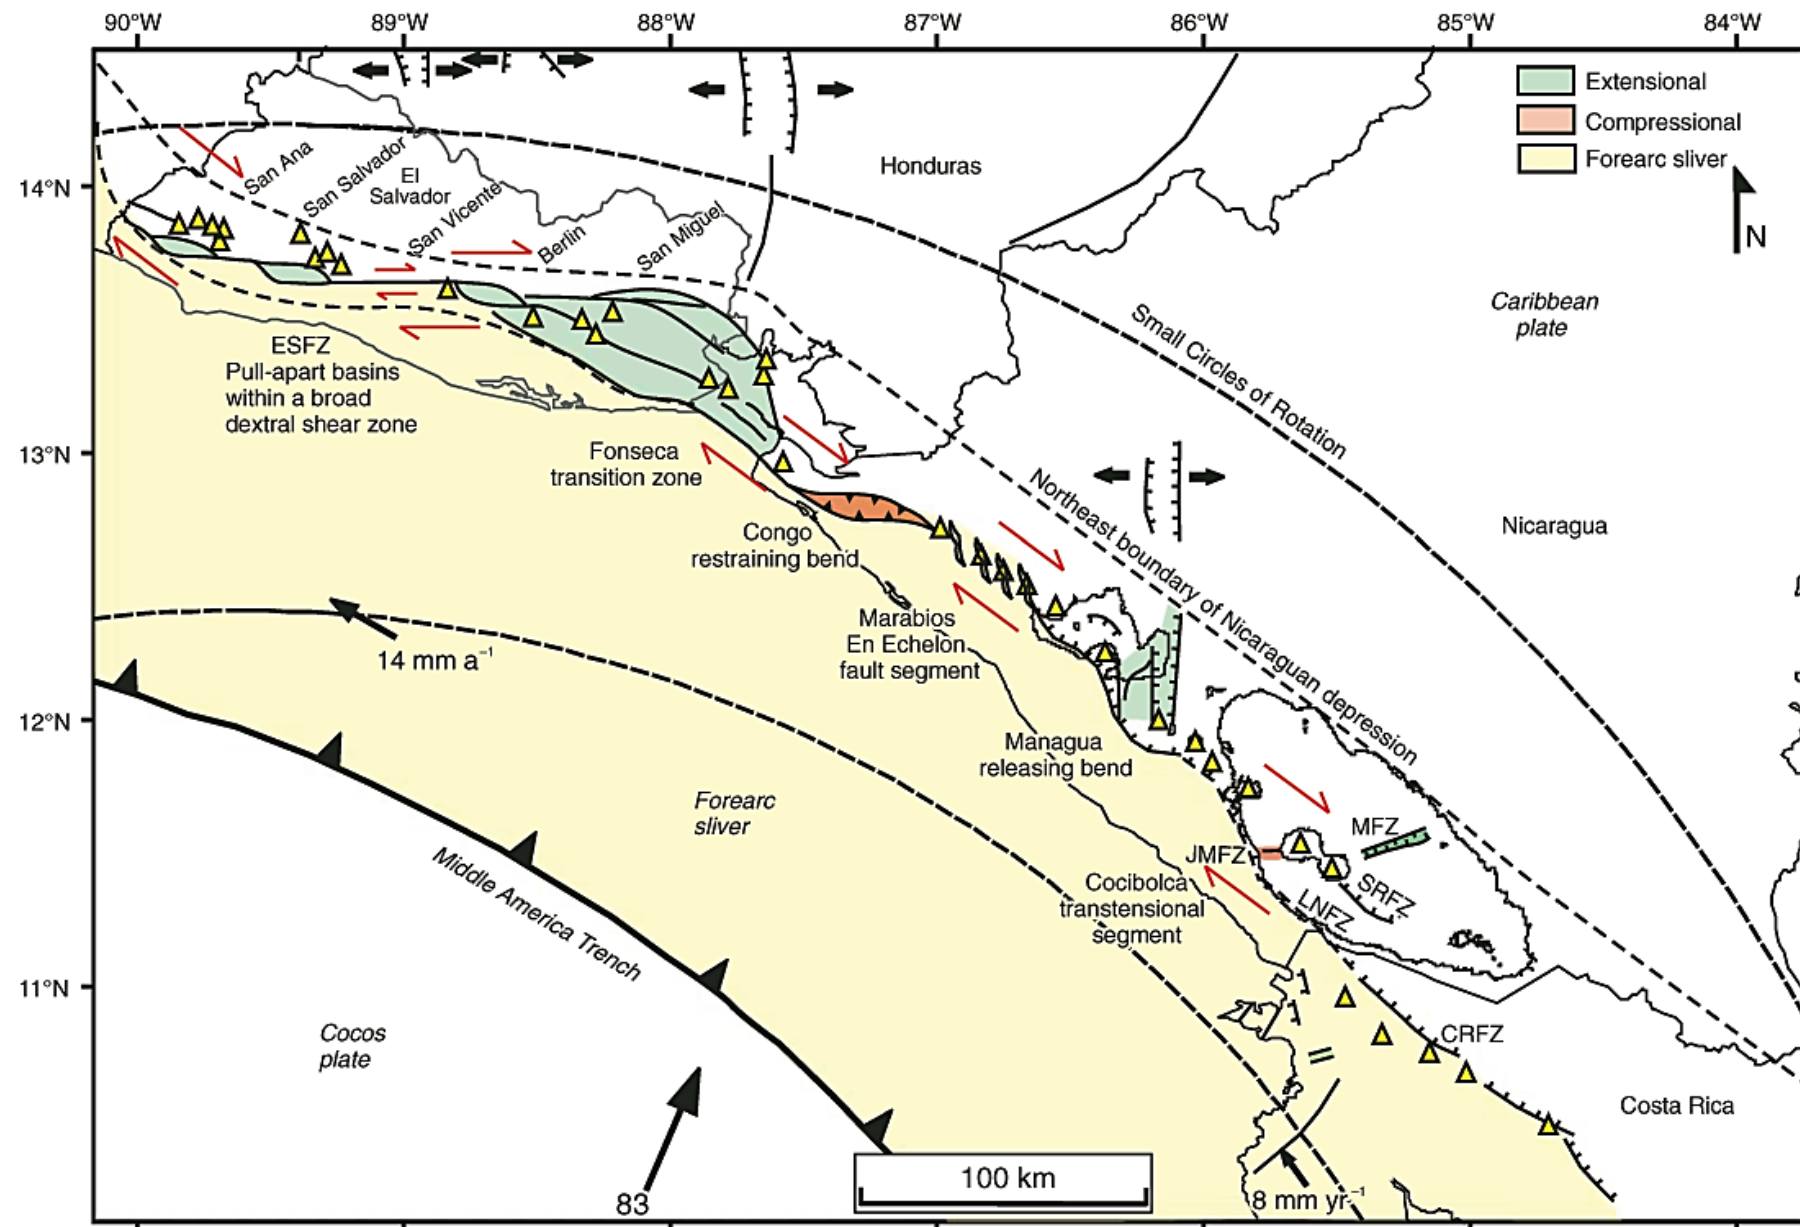 90°W 89°W 88°W 87°W 86°W 85°W 84°W
Extensional
Compressional
Forearc sliver
N
14°N
13°N
12°N
11°N
San Ana
San Salvador
El
Salvador
San Vicente
Berlin
San Miguel
Honduras
Caribbean
plate
Small Circles of Rotation
ESFZ
Pull-apart basins
within a broad
dextral shear zone
Fonseca
transition zone
Northeast boundary of Nicaraguan depression
Nicaragua
Congo
restraining bend
Marabios
En Echelon
fault segment
14 mm a⁻¹
Managua
releasing bend
Forearc
sliver
MFZ
JMFZ
SRFZ
LNFZ
Cocibolca
transtensional
segment
Middle America Trench
Cocos
plate
CRFZ
Costa Rica
100 km
83
8 mm yr⁻¹